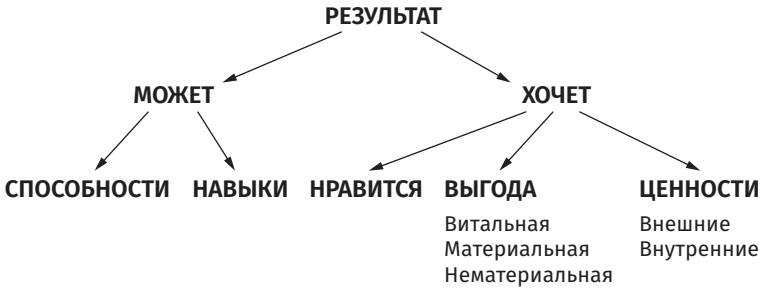 РЕЗУЛЬТАТ
МОЖЕТ
ХОЧЕТ
СПОСОБНОСТИ
НАВЫКИ
НРАВИТСЯ
ВЫГОДА
Витальная
Материальная
Нематериальная
ЦЕННОСТИ
Внешние
Внутренние